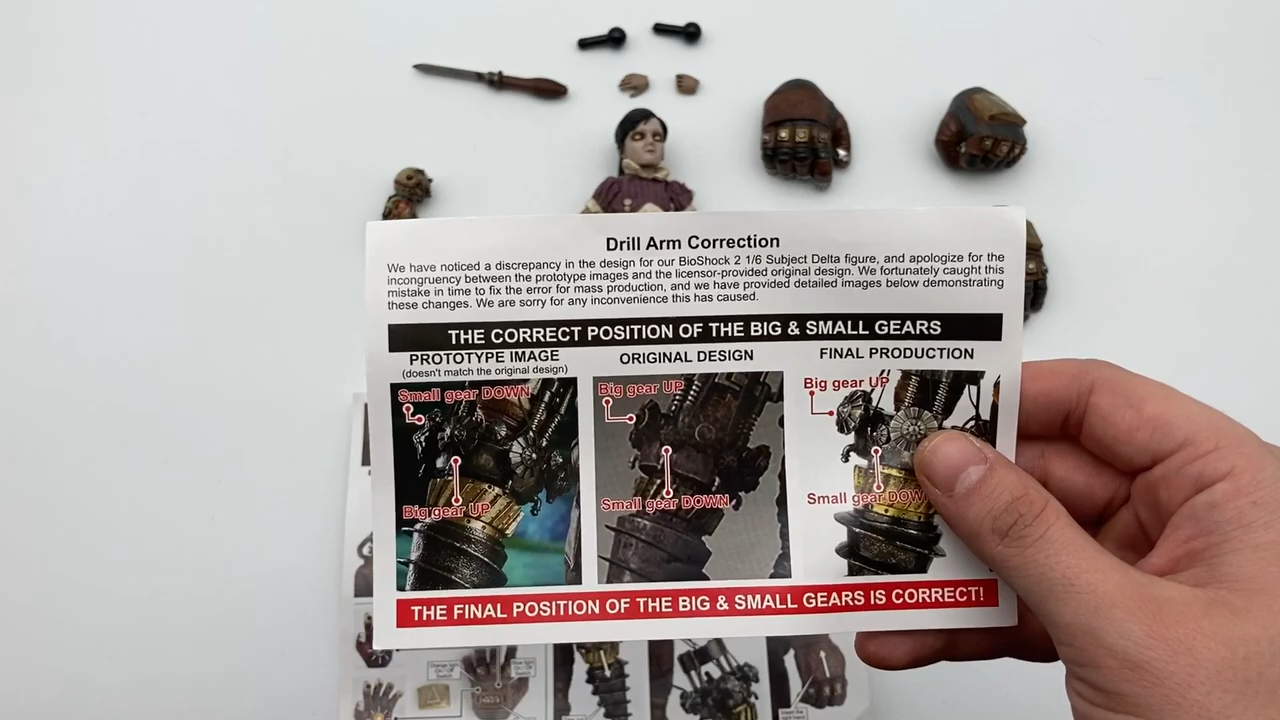 Drill Arm Correction
We have noticed a discrepancy in the design for our BioShock 2 1/6 Subject Delta figure, and apologize for the
incongruency between the prototype images and the licensor-provided original design. We fortunately caught this
mistake in time to fix the error for mass production, and we have provided detailed images below demonstrating
these changes. We are sorry for any inconvenience this has caused.
THE CORRECT POSITION OF THE BIG & SMALL GEARS
PROTOTYPE IMAGE
(doesn't match the original design)
Small gear DOWN
Big gear UP
ORIGINAL DESIGN
Big gear UP
Small gear DOWN
FINAL PRODUCTION
Big gear UP
Small gear DOW
THE FINAL POSITION OF THE BIG & SMALL GEARS IS CORRECT!